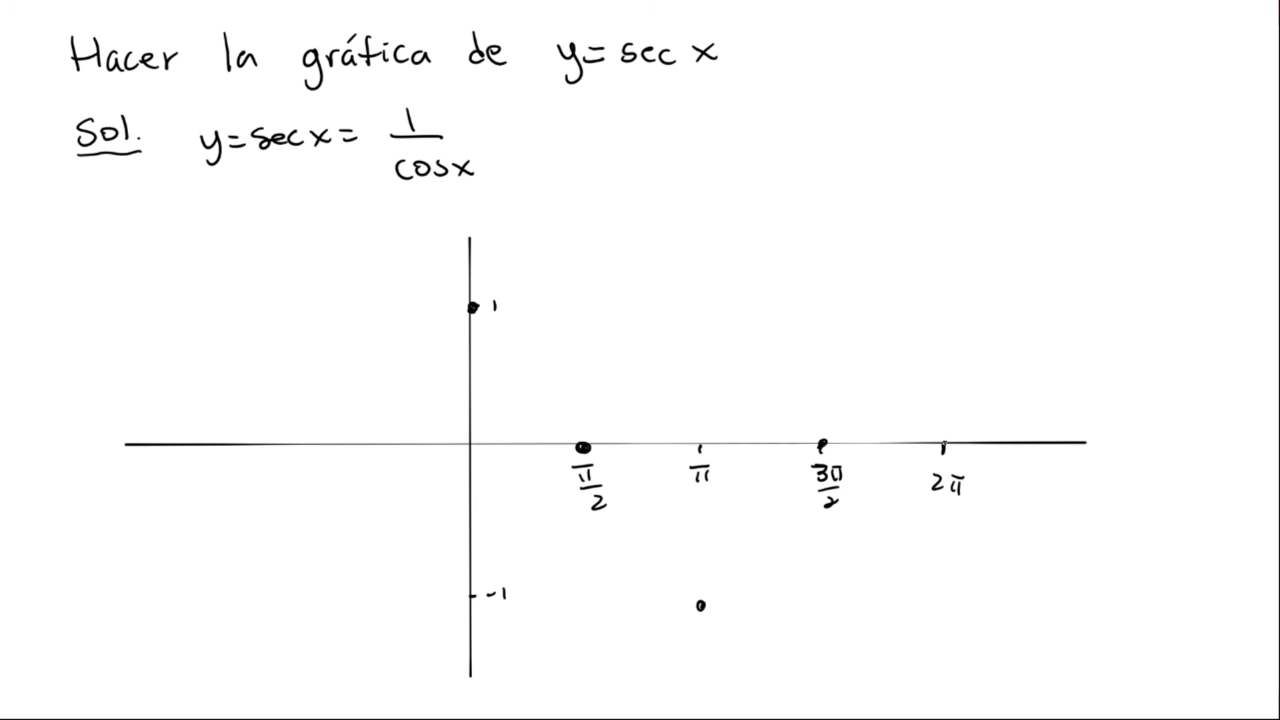 Hacer la gráfica de y = sec x
Sol. y = sec x = 1/cos x
1
π/2 π 3π/2 2π
-1